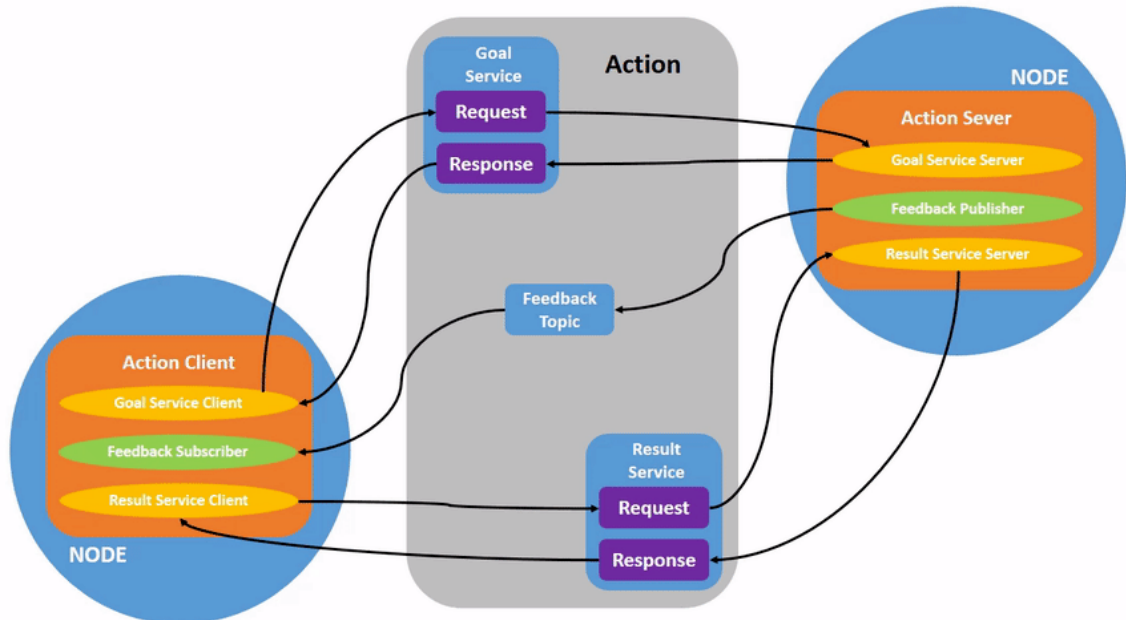 Goal
Service
Request
Response
Action
NODE
Action Sever
Goal Service Server
Feedback Publisher
Result Service Server
Feedback
Topic
Action Client
Goal Service Client
Feedback Subscriber
Result Service Client
NODE
Result
Service
Request
Response